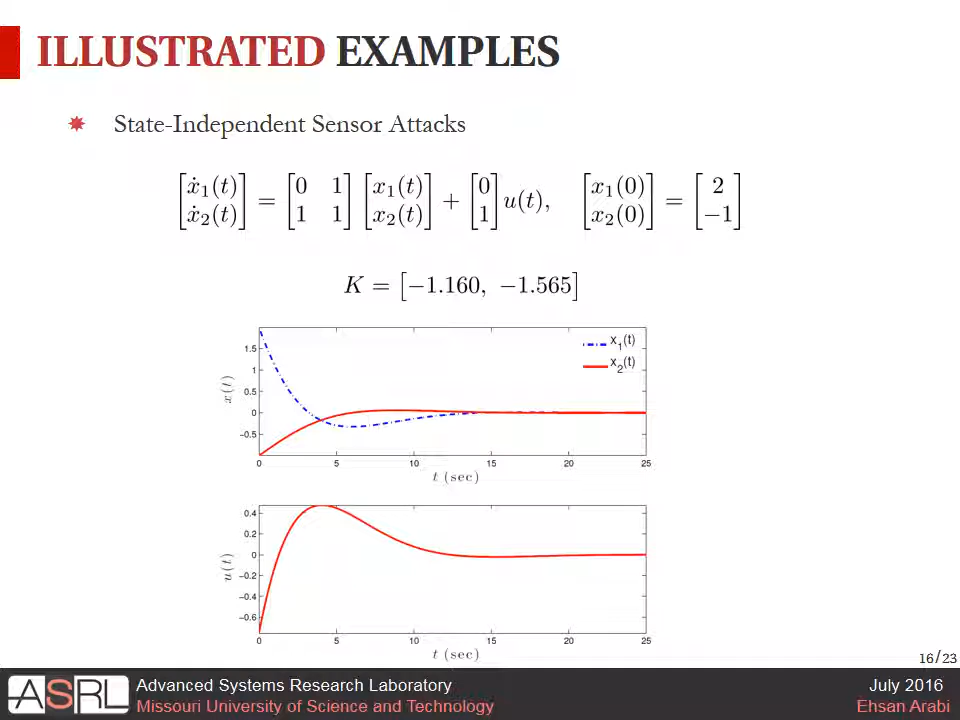 ILLUSTRATED EXAMPLES
State-Independent Sensor Attacks
[ẋ₁(t) ẋ₂(t)] = [0 1 1 1] [x₁(t) x₂(t)] + [0 1] u(t), [x₁(0) x₂(0)] = [2 −1]
K = [−1.160, −1.565]
x₁(t)
x₂(t)
1.5
1
0.5
0
−0.5
x(t)
0 5 10 15 20 25
t (sec)
0.4
0.2
0
−0.2
−0.4
−0.6
u(t)
0 5 10 15 20 25
t (sec)
16/23
ASRL
Advanced Systems Research Laboratory
Missouri University of Science and Technology
July 2016
Ehsan Arabi